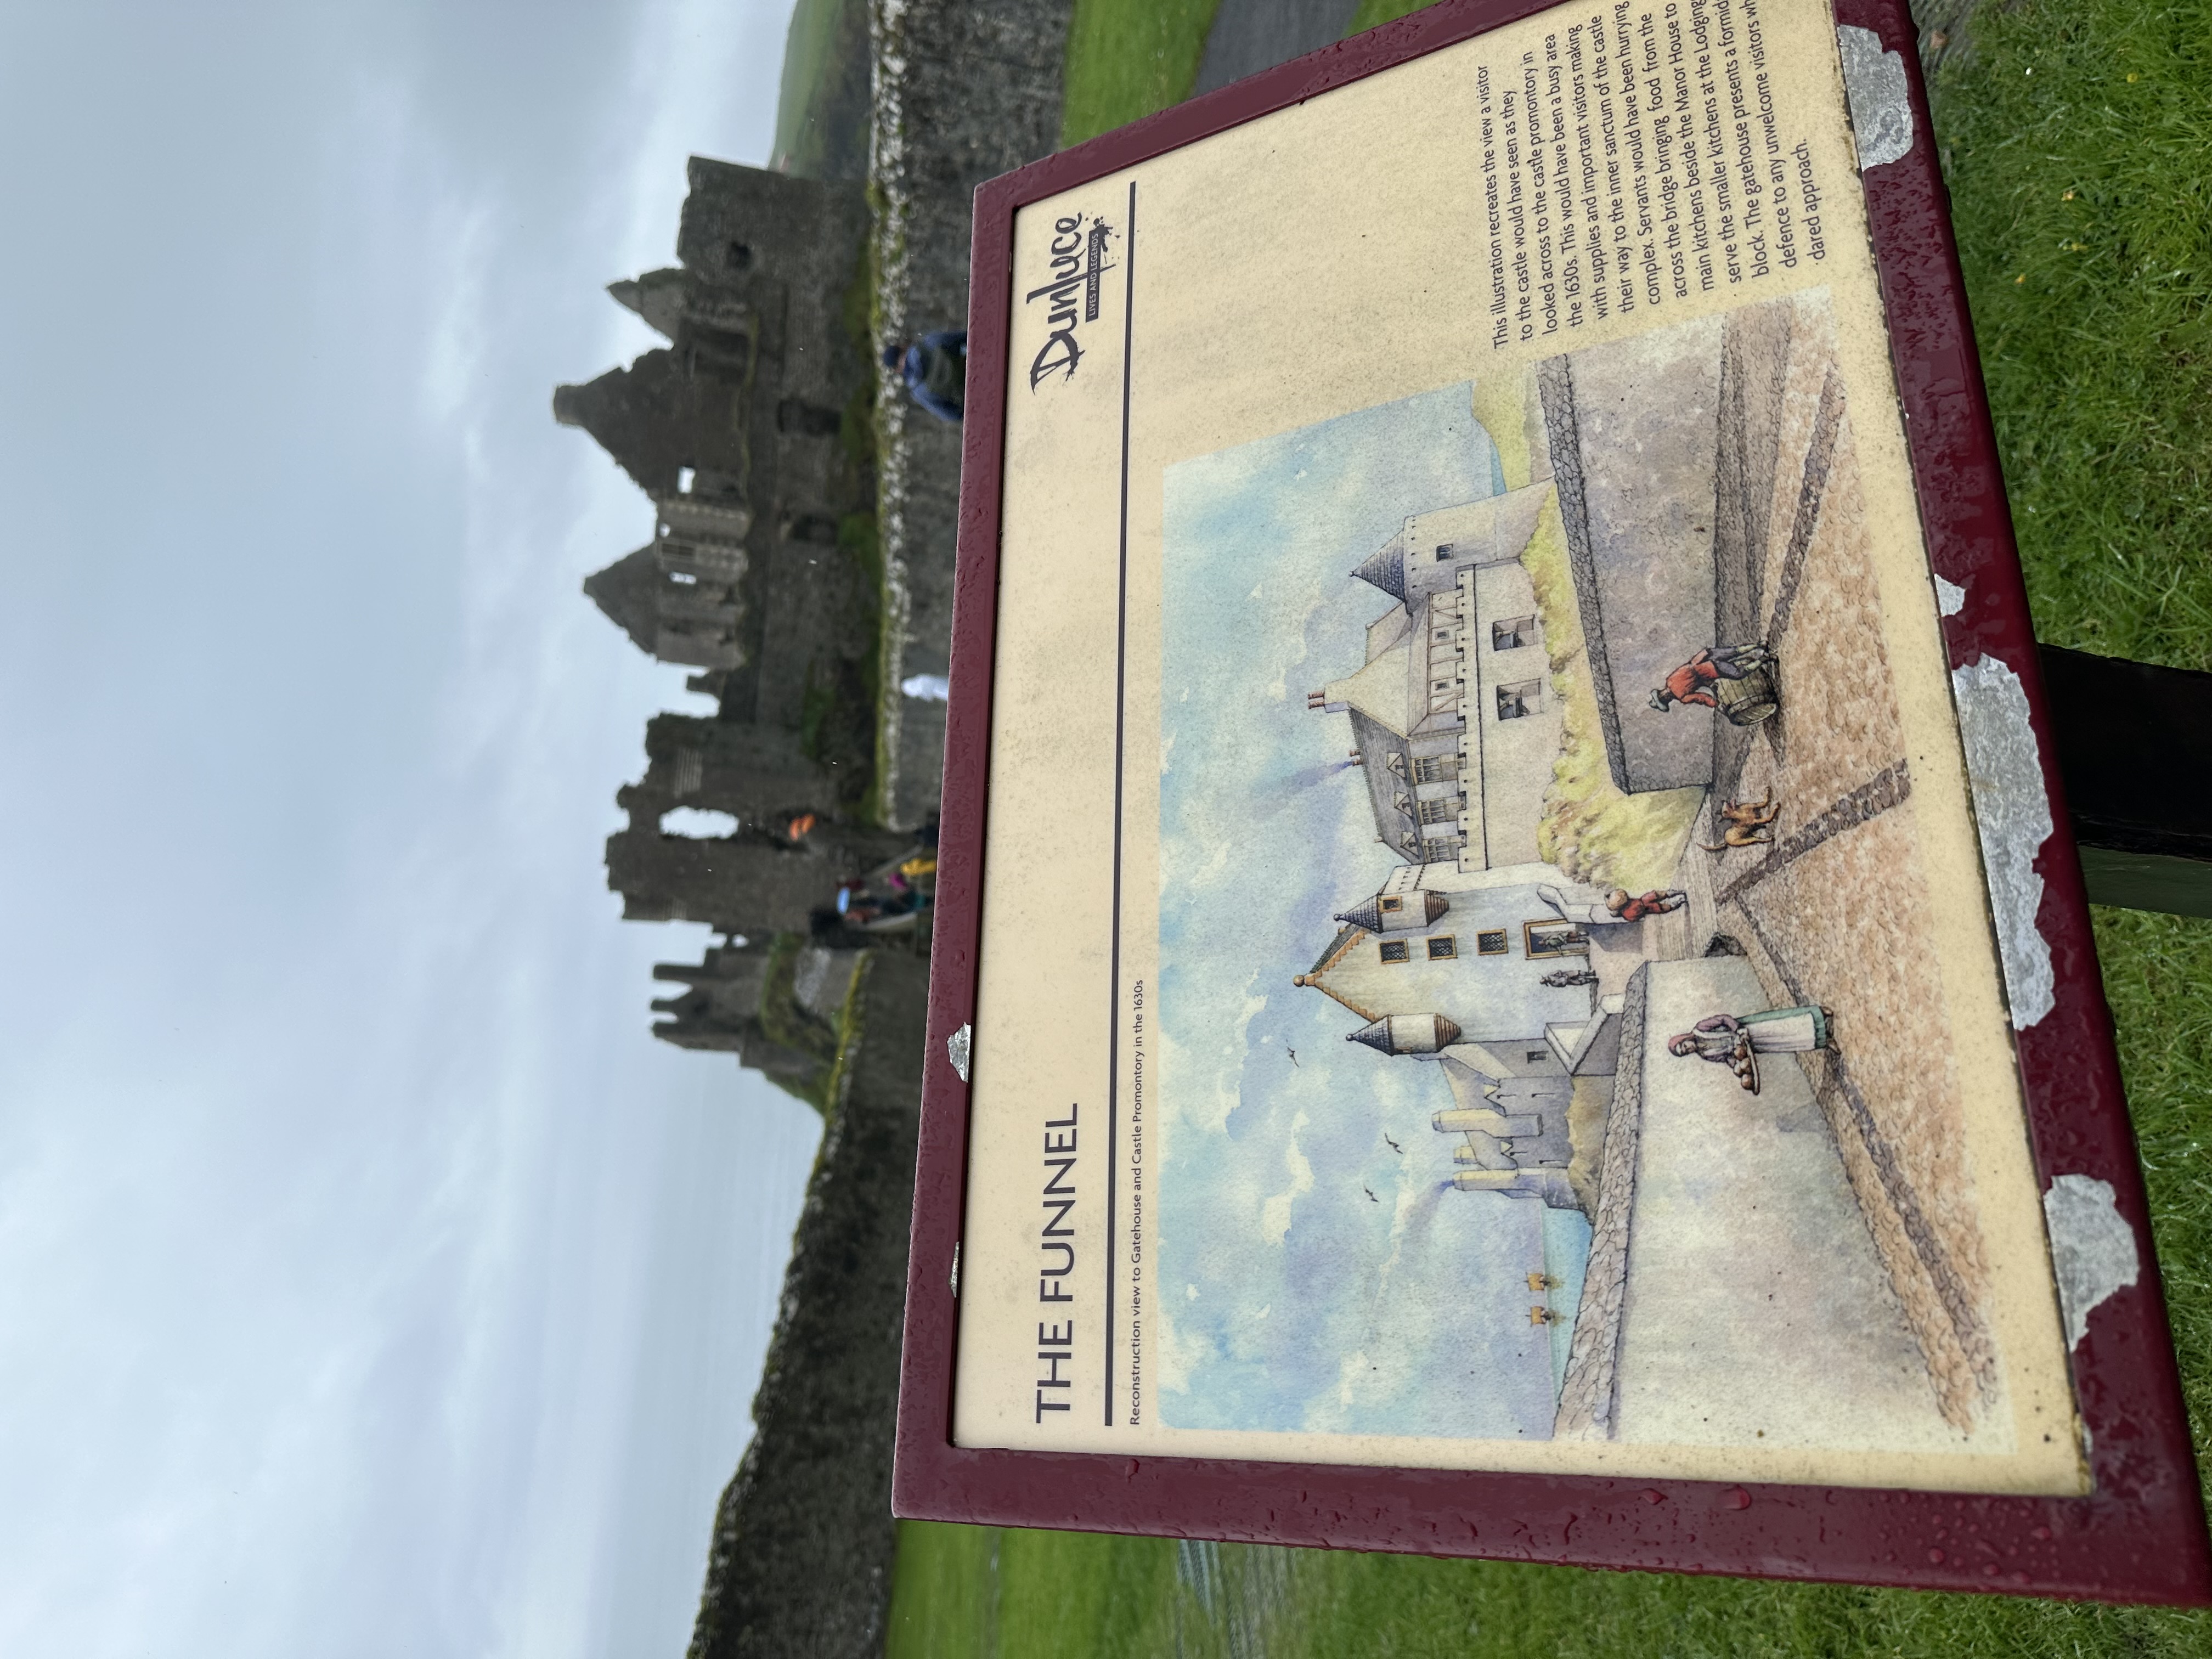 THE FUNNEL
Dunluce
LIVES AND LEGENDS
Reconstruction view to Gatehouse and Castle Promontory in the 1630s
This illustration recreates the view a visitor
to the castle would have seen as they
looked across to the castle promontory in
the 1630s. This would have been a busy area
with supplies and important visitors making
their way to the inner sanctum of the castle
complex. Servants would have been hurrying
across the bridge bringing food from the
main kitchens beside the Manor House to
serve the smaller kitchens at the Lodging
block. The gatehouse presents a
defence to any unwelcome visitors
dared approach.